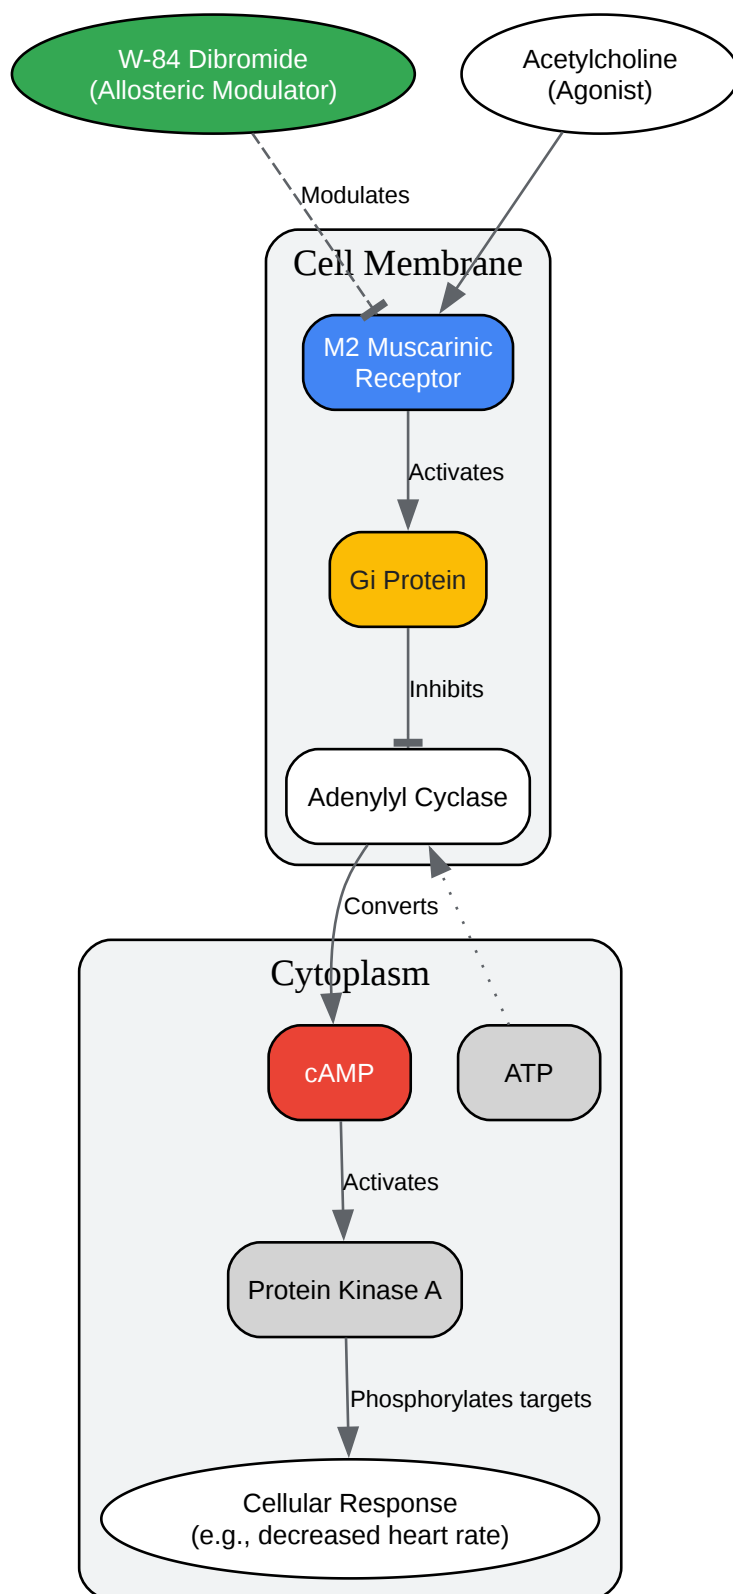 W-84 Dibromide
(Allosteric Modulator)
Acetylcholine
(Agonist)
Modulates
Cell Membrane
M2 Muscarinic
Receptor
Activates
Gi Protein
Inhibits
Adenylyl Cyclase
Converts
Cytoplasm
cAMP
ATP
Activates
Protein Kinase A
Phosphorylates targets
Cellular Response
(e.g., decreased heart rate)